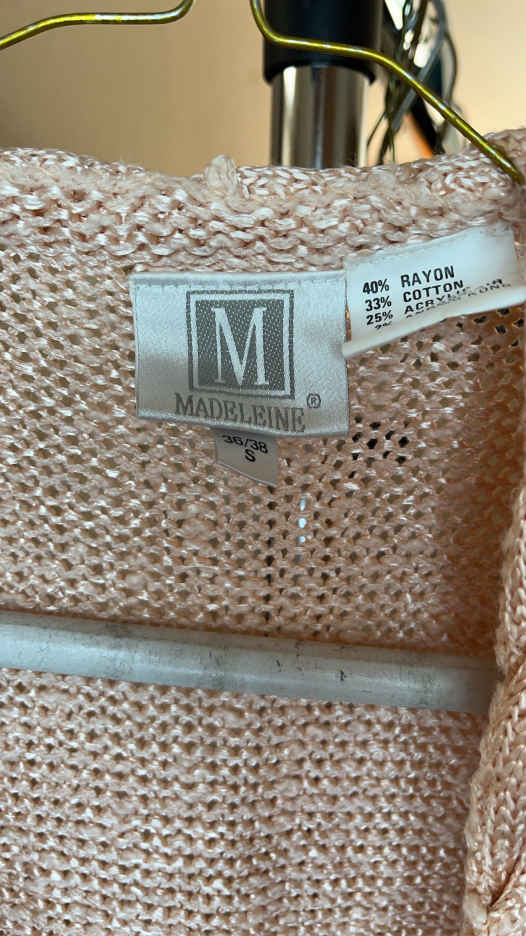 M
MADELEINE®
36/38
S
40% RAYON
33% COTTON
25% ACRYLIC